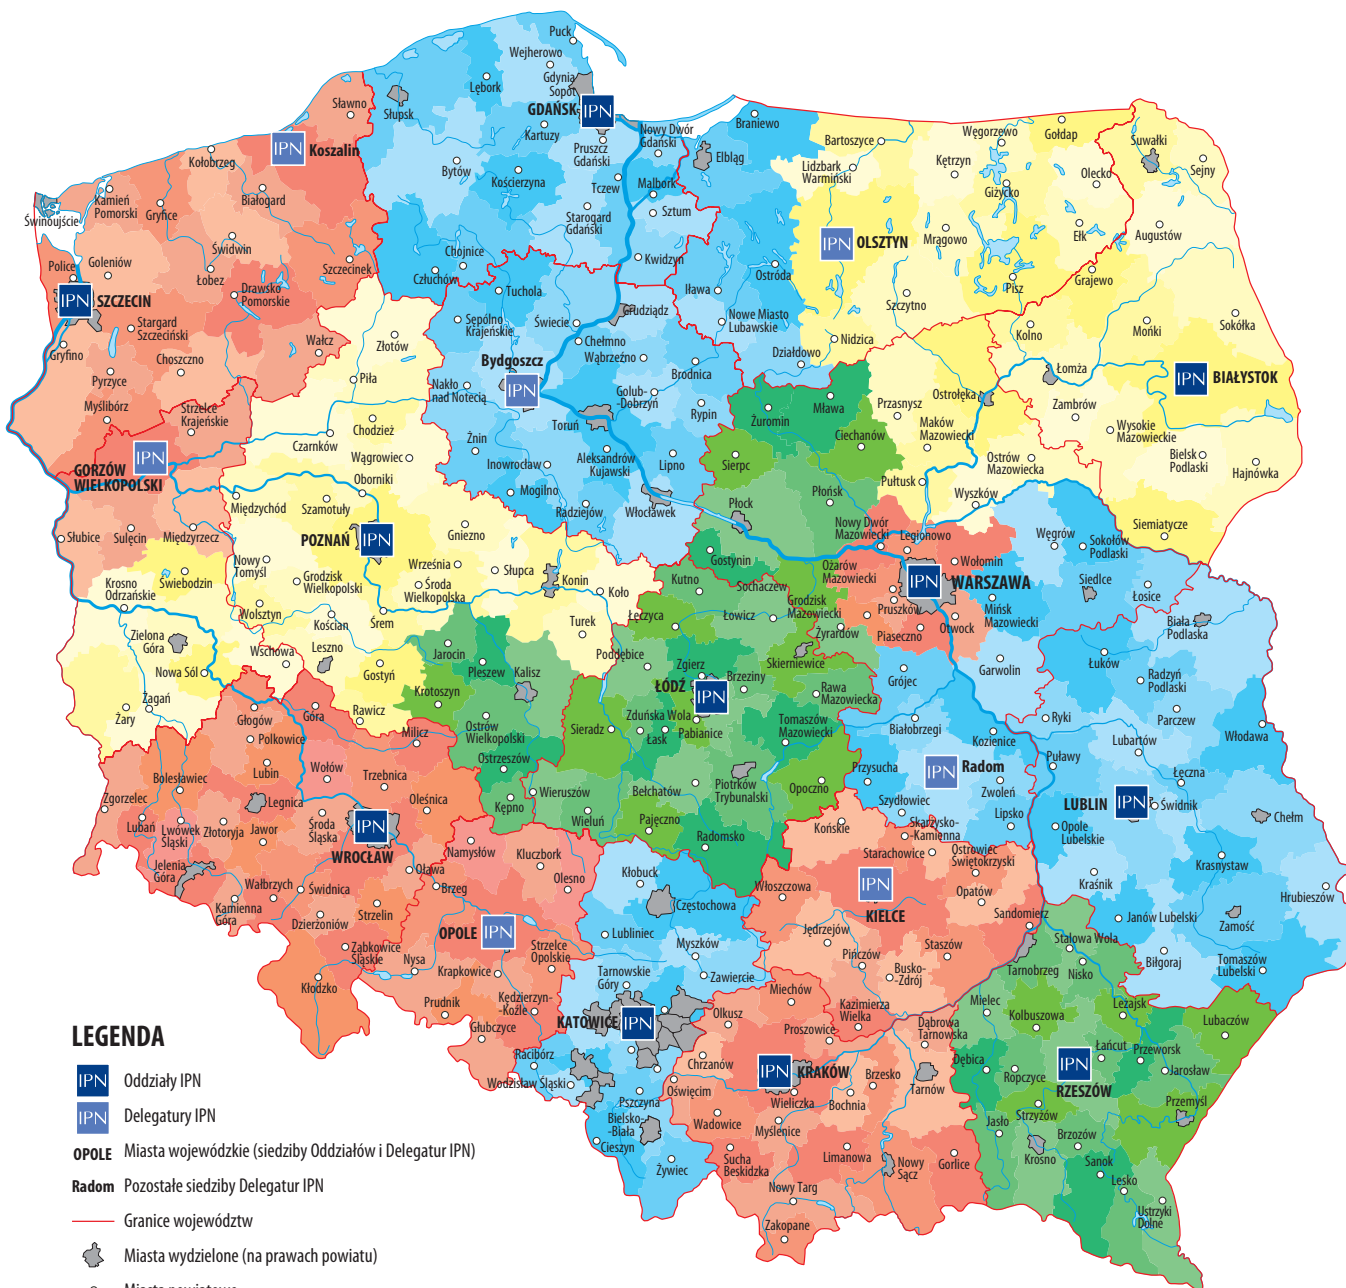 Puck
Wejherowo
Gdynia
Sopot
Lębork
Sławno
Słupsk
GDAŃSK
IPN
Kartuzy
Nowy Dwór
Gdański
Braniewo
Bartoszyce
Węgorzewo
Gołdap
Suwałki
Sejny
IPN
Koszalin
Kołobrzeg
Pruszcz
Gdański
Elbląg
Lidzbark
Warmiński
Kętrzyn
Giżycko
Olecko
Bytów
Kościerzyna
Tczew
Malbork
Kamień
Pomorski
Gryfice
Białogard
Świnoujście
Starogard
Gdański
Sztum
IPN
OLSZTYN
Mrągowo
Ełk
Augustów
Świdwin
Chojnice
Kwidzyn
Police
Goleniów
Łobez
Szczecinek
Człuchów
Ostróda
Pisz
Grajewo
IPN
SZCZECIN
Drawsko
Pomorskie
Tuchola
Iława
Szczytno
Stargard
Szczeciński
Sępólno
Krajeńskie
Świecie
Grudziądz
Nowe Miasto
Lubawskie
Kolno
Mońki
Sokółka
Gryfino
Choszczno
Wałcz
Złotów
Chełmno
Wąbrzeźno
Działdowo
Nidzica
Pyrzyce
Piła
Bydgoszcz
IPN
Nakło
nad Notecią
Brodnica
Łomża
IPN
BIAŁYSTOK
Myślibórz
Strzelce
Krajeńskie
Golub-
-Dobrzyń
Rypin
Żuromin
Mława
Przasnysz
Ostrołęka
Zambrów
Chodzież
Toruń
Maków
Mazowiecki
Wysokie
Mazowieckie
Czarnków
Żnin
Ciechanów
IPN
GORZÓW
WIELKOPOLSKI
Wągrowiec
Inowrocław
Aleksandrów
Kujawski
Lipno
Sierpc
Ostrów
Mazowiecka
Bielsk
Podlaski
Hajnówka
Oborniki
Mogilno
Pułtusk
Międzychód
Szamotuły
Radziejów
Włocławek
Płock
Płońsk
Wyszków
Siemiatycze
Słubice
Sulęcin
Międzyrzecz
POZNAŃ
IPN
Gniezno
Nowy Dwór
Mazowiecki
Legionowo
Węgrów
Sokołów
Podlaski
Nowy
Tomyśl
Września
Słupca
Konin
Gostynin
Wołomin
Świebodzin
Grodzisk
Wielkopolski
Środa
Wielkopolska
Koło
Kutno
Sochaczew
Ożarów
Mazowiecki
IPN
WARSZAWA
Siedlce
Łosice
Krosno
Odrzańskie
Wolsztyn
Kościan
Śrem
Łęczyca
Łowicz
Grodzisk
Mazowiecki
Pruszków
Mińsk
Mazowiecki
Zielona
Góra
Turek
Żyrardów
Piaseczno
Otwock
Biała
Podlaska
Wschowa
Leszno
Jarocin
Poddębice
Zgierz
Skierniewice
Łuków
Nowa Sól
Gostyń
Pleszew
Kalisz
ŁÓDŹ
IPN
Brzeziny
Grójec
Garwolin
Radzyń
Podlaski
Żagań
Krotoszyn
Rawa
Mazowiecka
Żary
Głogów
Góra
Rawicz
Ostrów
Wielkopolski
Sieradz
Zduńska Wola
Pabianice
Łask
Tomaszów
Mazowiecki
Białobrzegi
Ryki
Parczew
Polkowice
Milicz
Kozienice
Włodawa
Ostrzeszów
Puławy
Lubartów
Bolesławiec
Lubin
Wołów
Trzebnica
Przysucha
IPN
Radom
Zgorzelec
Legnica
Oleśnica
Kępno
Wieruszów
Bełchatów
Piotrków
Trybunalski
Opoczno
Zwoleń
Łęczna
Szydłowiec
LUBLIN
IPN
Świdnik
Lubań
Lwówek
Śląski
Złotoryja
Jawor
Środa
Śląska
IPN
WROCŁAW
Wieluń
Pajęczno
Radomsko
Końskie
Skarżysko-
-Kamienna
Lipsko
Opole
Lubelskie
Chełm
Namysłów
Kluczbork
Starachowice
Ostrowiec
Świętokrzyski
Jelenia
Góra
Oława
Olesno
Kłobuck
Włoszczowa
Krasnystaw
Wałbrzych
Świdnica
Brzeg
IPN
KIELCE
Opatów
Kraśnik
Kamienna
Góra
Strzelin
Częstochowa
Hrubieszów
Dzierżoniów
Sandomierz
Janów Lubelski
Zamość
OPOLE
IPN
Lubliniec
Jędrzejów
Ząbkowice
Śląskie
Strzelce
Opolskie
Myszków
Staszów
Stalowa Wola
Nysa
Pińczów
Biłgoraj
Tomaszów
Lubelski
Kłodzko
Krapkowice
Tarnowskie
Góry
Zawiercie
Busko-
-Zdrój
Tarnobrzeg
Nisko
Prudnik
Kędzierzyn-
-Koźle
Miechów
Kazimierza
Wielka
Mielec
Leżajsk
Głubczyce
KATOWICE
IPN
Olkusz
Proszowice
Dąbrowa
Tarnowska
Kolbuszowa
Lubaczów
Racibórz
Chrzanów
IPN
KRAKÓW
Dębica
Łańcut
Przeworsk
Wodzisław Śląski
Oświęcim
Brzesko
Ropczyce
IPN
RZESZÓW
Jarosław
Pszczyna
Wieliczka
Bochnia
Tarnów
Bielsko-
-Biała
Wadowice
Myślenice
Jasło
Strzyżów
Przemyśl
Cieszyn
Brzozów
Sucha
Beskidzka
Limanowa
Nowy
Sącz
Gorlice
Krosno
Sanok
Żywiec
Lesko
Nowy Targ
Ustrzyki
Dolne
Zakopane
LEGENDA
IPN Oddziały IPN
IPN Delegatury IPN
OPOLE Miasta wojewódzkie (siedziby Oddziałów i Delegatur IPN)
Radom Pozostałe siedziby Delegatur IPN
Granice województw
Miasta wydzielone (na prawach powiatu)